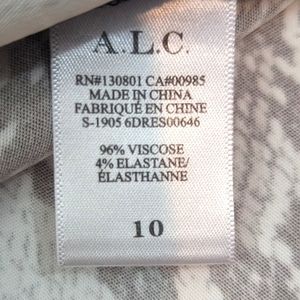 A.L.C.
RN#130801 CA#00985
MADE IN CHINA
FABRIQUÉ EN CHINE
S-1905 6DRES00646
96% VISCOSE
4% ELASTANE/
ÉLASTHANNE
10